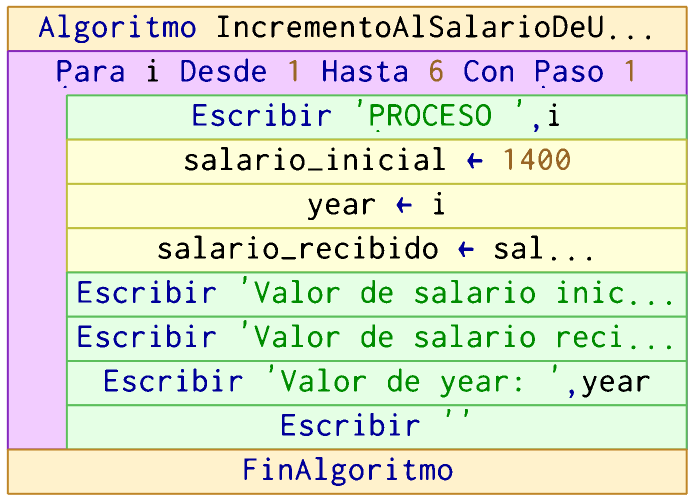 Algoritmo IncrementoAlSalarioDeU...
Para i Desde 1 Hasta 6 Con Paso 1
Escribir 'PROCESO ',i
salario_inicial ← 1400
year ← i
salario_recibido ← sal...
Escribir 'Valor de salario inic...
Escribir 'Valor de salario reci...
Escribir 'Valor de year: ',year
Escribir ''
FinAlgoritmo